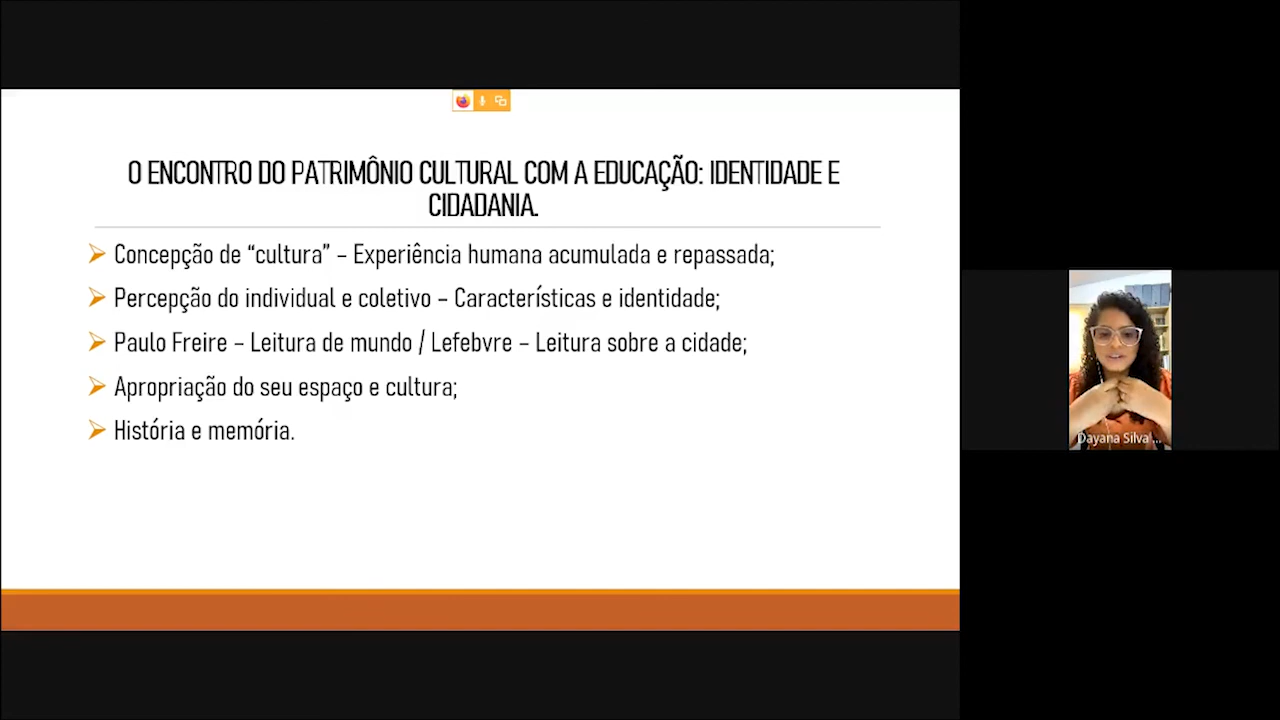 O ENCONTRO DO PATRIMÔNIO CULTURAL COM A EDUCAÇÃO: IDENTIDADE E
CIDADANIA.
Concepção de “cultura” – Experiência humana acumulada e repassada;
Percepção do individual e coletivo – Características e identidade;
Paulo Freire – Leitura de mundo / Lefebvre – Leitura sobre a cidade;
Apropriação do seu espaço e cultura;
História e memória.
Dayana Silva ...